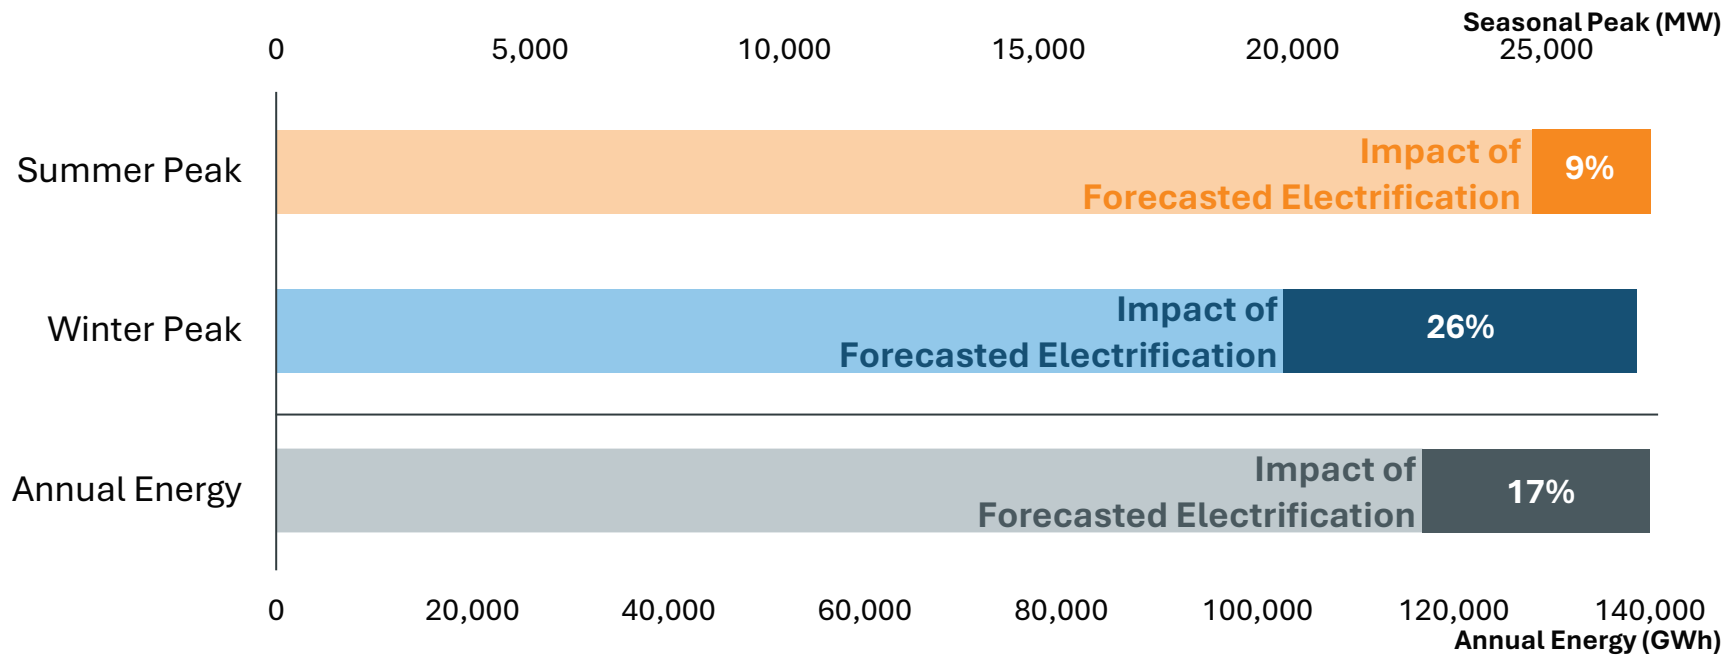 Seasonal Peak (MW)
0 5,000 10,000 15,000 20,000 25,000
Summer Peak
Impact of
Forecasted Electrification
9%
Winter Peak
Impact of
Forecasted Electrification
26%
Annual Energy
Impact of
Forecasted Electrification
17%
0 20,000 40,000 60,000 80,000 100,000 120,000 140,000
Annual Energy (GWh)